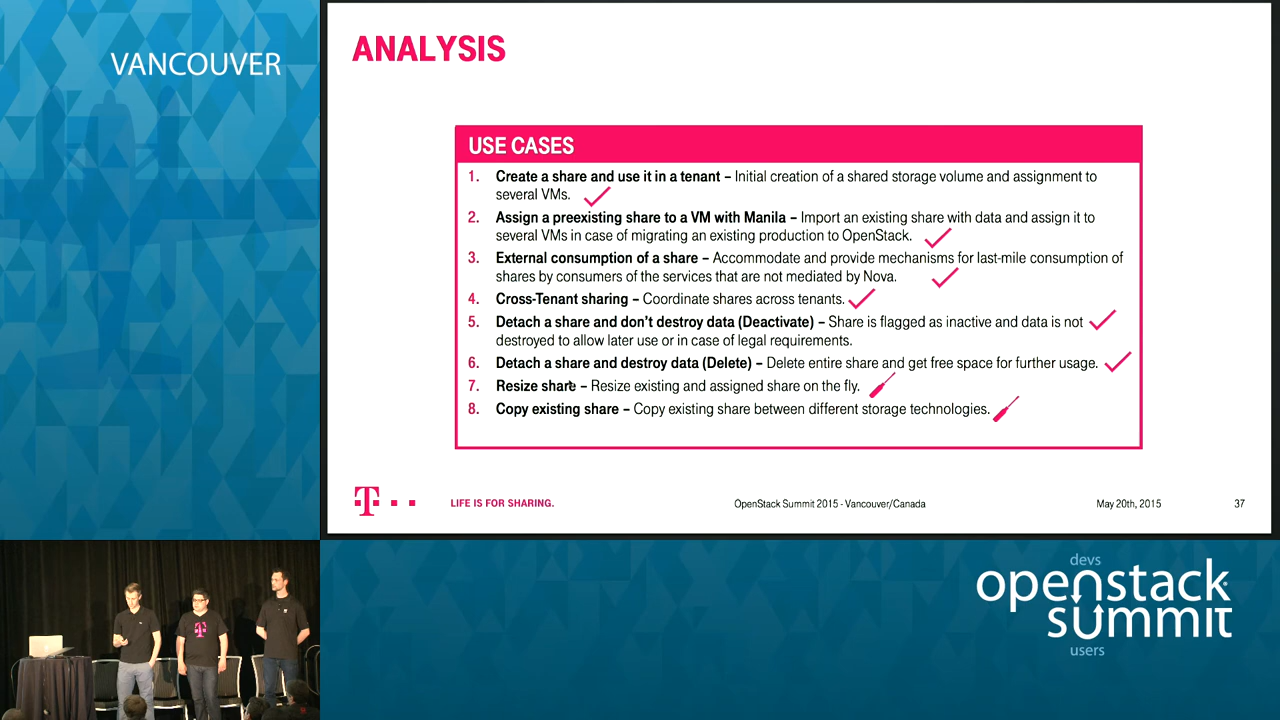 VANCOUVER
ANALYSIS
USE CASES
1. Create a share and use it in a tenant – Initial creation of a shared storage volume and assignment to
several VMs.
2. Assign a preexisting share to a VM with Manila – Import an existing share with data and assign it to
several VMs in case of migrating an existing production to OpenStack.
3. External consumption of a share – Accommodate and provide mechanisms for last-mile consumption of
shares by consumers of the services that are not mediated by Nova.
4. Cross-Tenant sharing – Coordinate shares across tenants.
5. Detach a share and don't destroy data (Deactivate) – Share is flagged as inactive and data is not
destroyed to allow later use or in case of legal requirements.
6. Detach a share and destroy data (Delete) – Delete entire share and get free space for further usage.
7. Resize share – Resize existing and assigned share on the fly.
8. Copy existing share – Copy existing share between different storage technologies.
T
LIFE IS FOR SHARING.
OpenStack Summit 2015 - Vancouver/Canada
May 20th, 2015
37
devs
openstack
summit
users
T